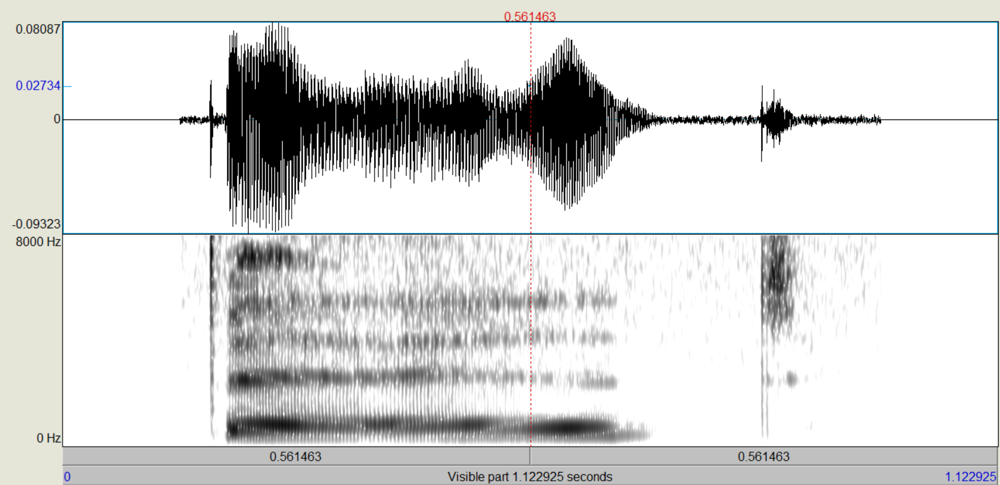 0.561463
0.08087
0.02734
0
-0.09323
8000 Hz
0 Hz
0.561463 0.561463
0 Visible part 1.122925 seconds 1.122925